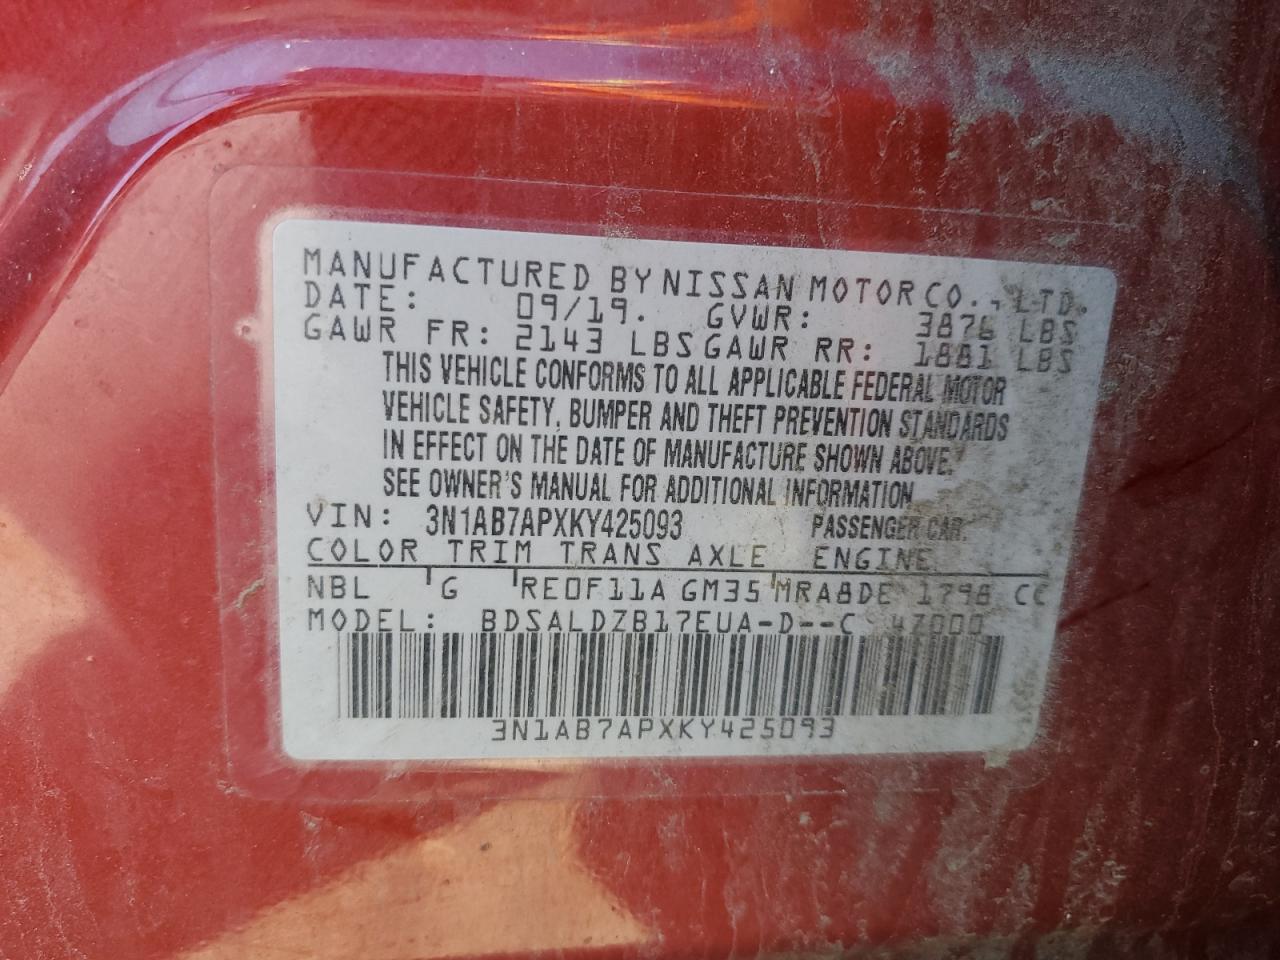 MANUFACTURED BY NISSAN MOTOR CO., LTD.
DATE: 09/19. GVWR: 3876 LBS
GAWR FR: 2143 LBS GAWR RR: 1881 LBS
THIS VEHICLE CONFORMS TO ALL APPLICABLE FEDERAL MOTOR
VEHICLE SAFETY, BUMPER AND THEFT PREVENTION STANDARDS
IN EFFECT ON THE DATE OF MANUFACTURE SHOWN ABOVE.
SEE OWNER'S MANUAL FOR ADDITIONAL INFORMATION
VIN: 3N1AB7APXKY425093 PASSENGER CAR.
COLOR TRIM TRANS AXLE ENGINE
NBL G RE0F11A GM35 MRA8DE 1798 CC
MODEL: BDSALDZB17EUA-D--C 47000
3N1AB7APXKY425093